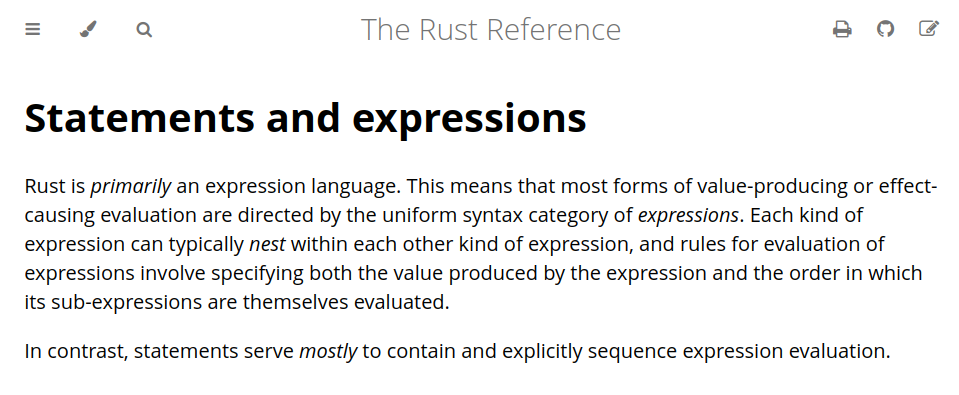 The Rust Reference
Statements and expressions
Rust is primarily an expression language. This means that most forms of value-producing or effect-
causing evaluation are directed by the uniform syntax category of expressions. Each kind of
expression can typically nest within each other kind of expression, and rules for evaluation of
expressions involve specifying both the value produced by the expression and the order in which
its sub-expressions are themselves evaluated.
In contrast, statements serve mostly to contain and explicitly sequence expression evaluation.